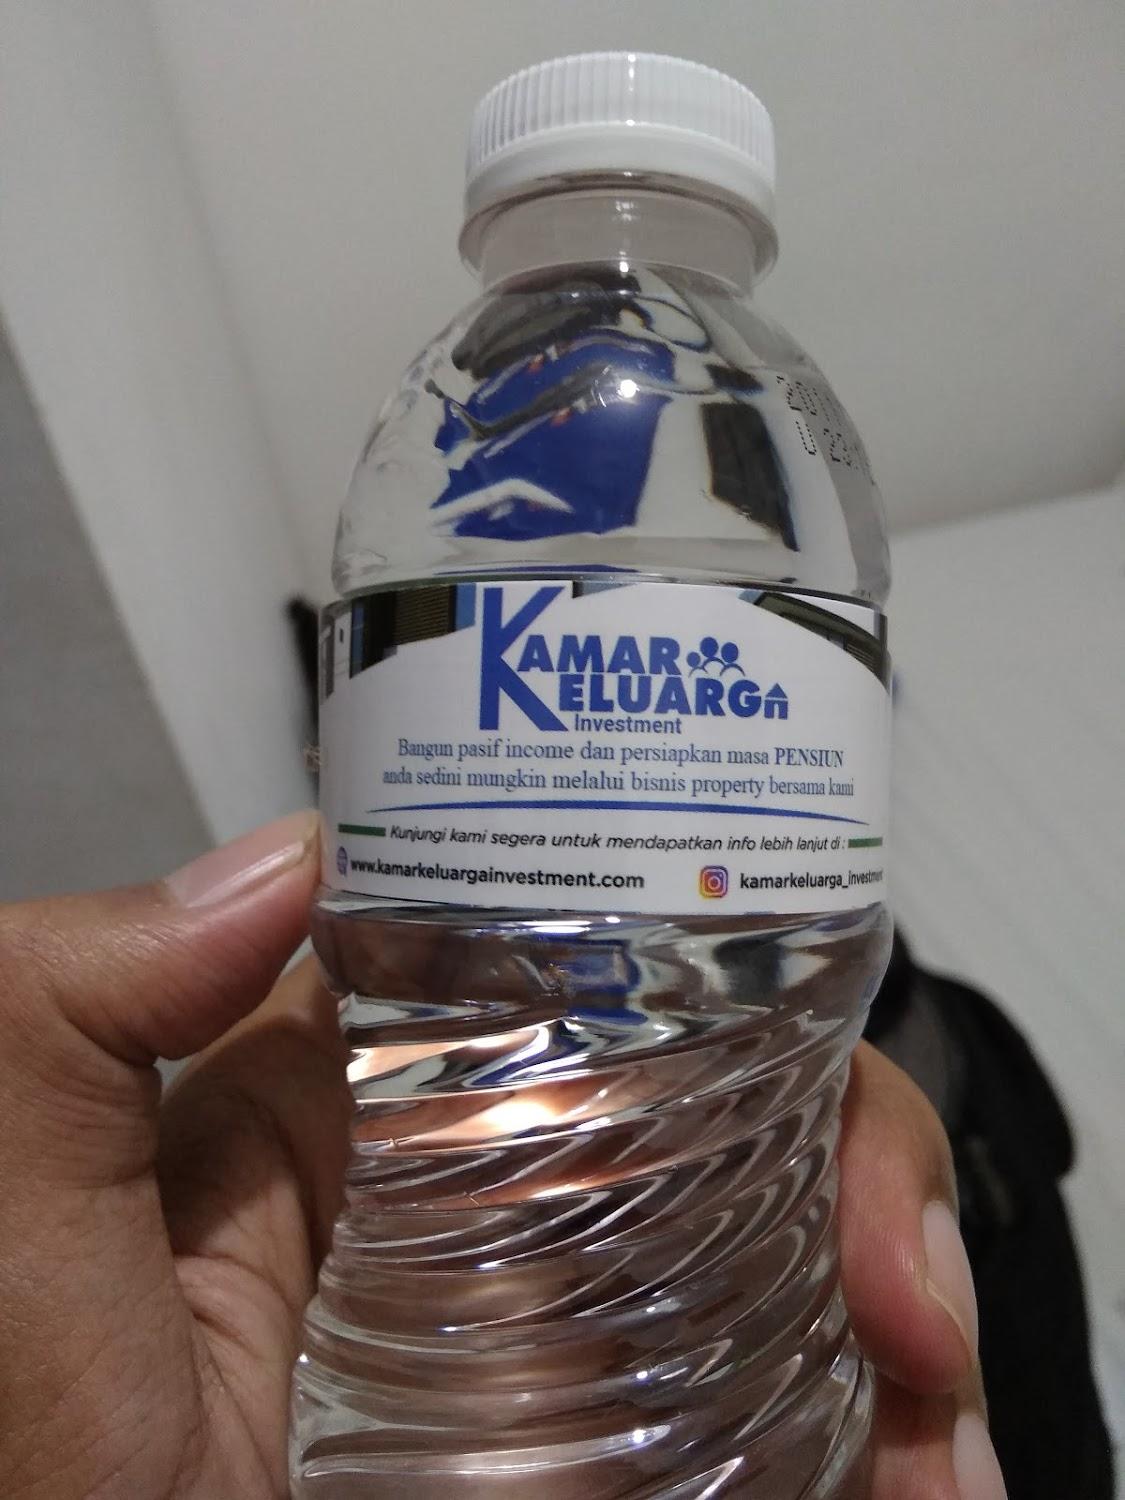 KAMAR
KELUARGA
Investment
Bangun pasif income dan persiapkan masa PENSIUN
anda sedini mungkin melalui bisnis property bersama kami
Kunjungi kami segera untuk mendapatkan info lebih lanjut di :
www.kamarkeluargainvestment.com
kamarkeluarga_investment